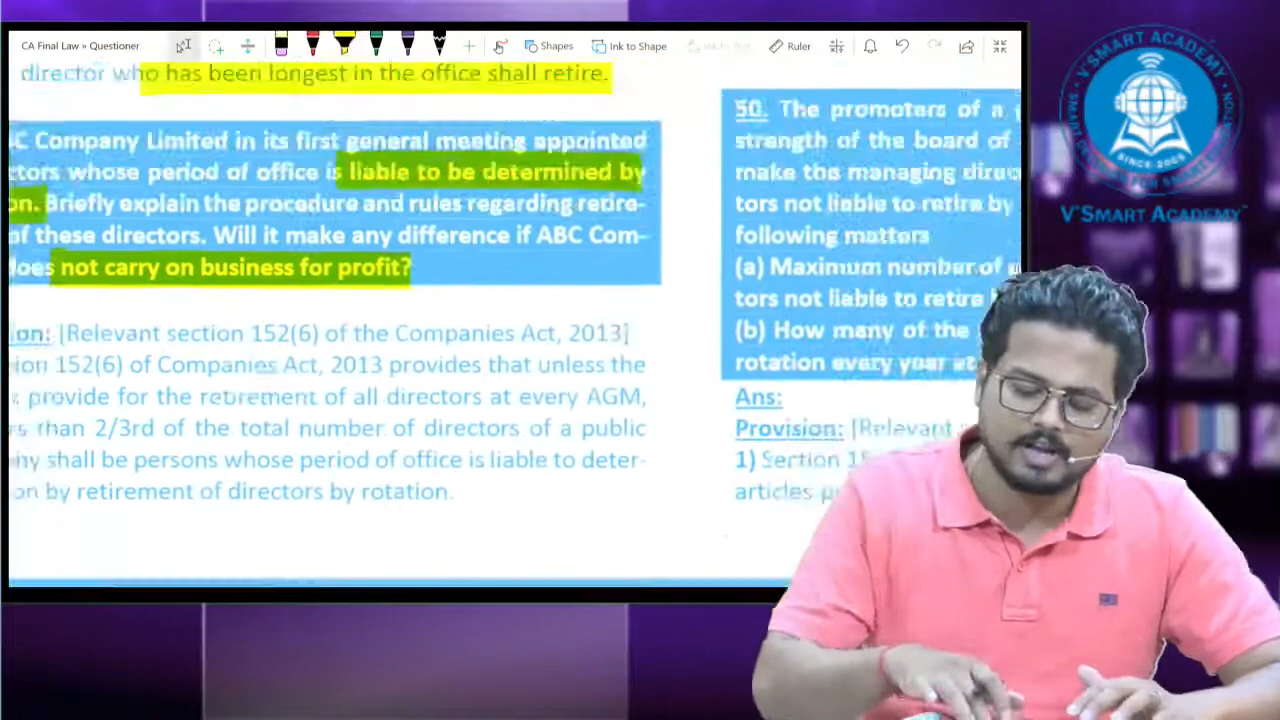 CA Final Law » Questioner
Shapes
Ink to Shape
Ruler
director who has been longest in the office shall retire.
C Company Limited in its first general meeting appointed
ctors whose period of office is liable to be determined by
on. Briefly explain the procedure and rules regarding retire-
of these directors. Will it make any difference if ABC Com-
does not carry on business for profit?
ion: [Relevant section 152(6) of the Companies Act, 2013]
ion 152(6) of Companies Act, 2013 provides that unless the
provide for the retirement of all directors at every AGM,
s than 2/3rd of the total number of directors of a public
ny shall be persons whose period of office is liable to deter-
on by retirement of directors by rotation.
50. The promoters of a
strength of the board of
make the managing direc
tors not liable to retire by
following matters
(a) Maximum number of
tors not liable to retire
(b) How many of the
rotation every year at
Ans:
Provision: [Relevant
1) Section 15
articles
V'SMART ACADEMY
SINCE 2005
V'SMART ACADEMY